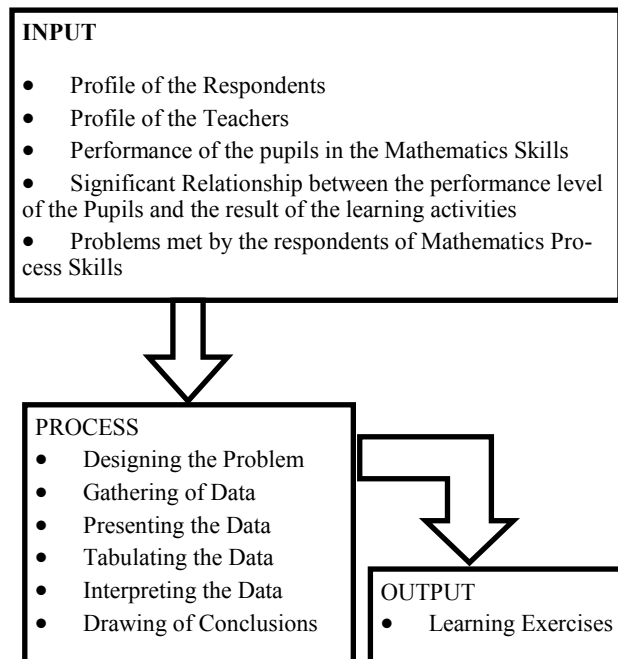 INPUT
• Profile of the Respondents
• Profile of the Teachers
• Performance of the pupils in the Mathematics Skills
• Significant Relationship between the performance level
of the Pupils and the result of the learning activities
• Problems met by the respondents of Mathematics Pro-
cess Skills
PROCESS
• Designing the Problem
• Gathering of Data
• Presenting the Data
• Tabulating the Data
• Interpreting the Data
• Drawing of Conclusions
OUTPUT
• Learning Exercises